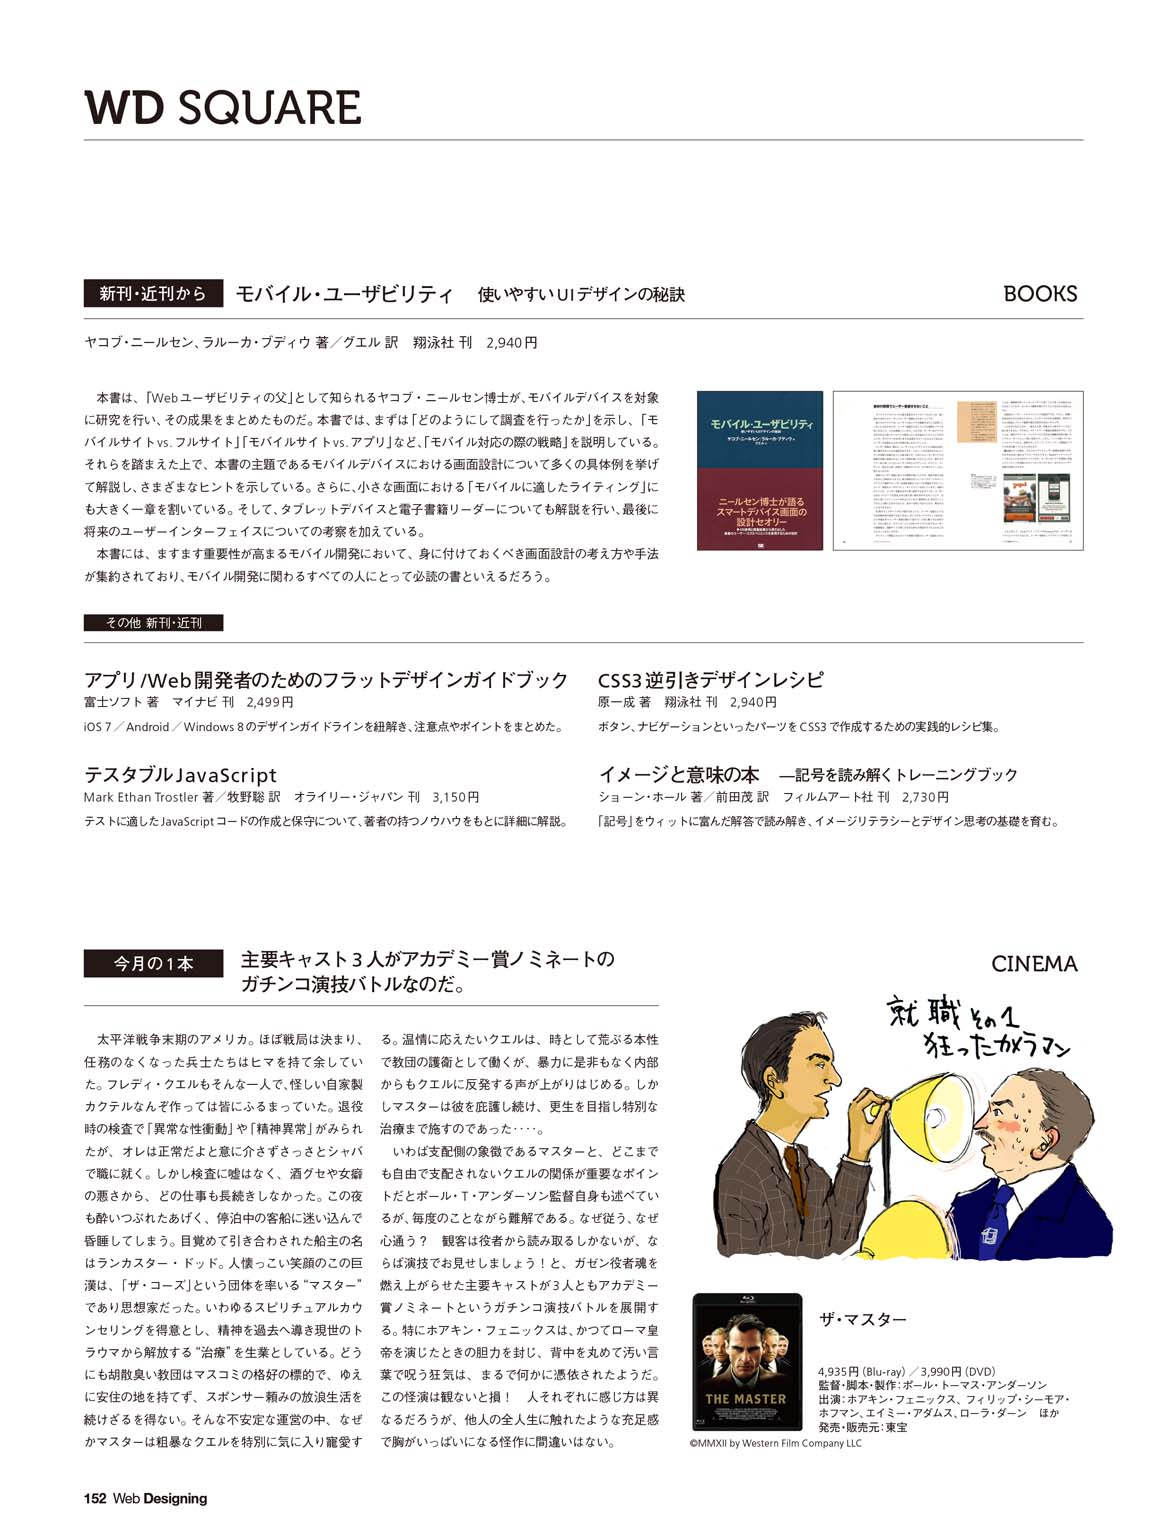 WD SQUARE
新刊・近刊から
モバイル・ユーザビリティ 使いやすいUIデザインの秘訣
BOOKS
ヤコブ・ニールセン、ラルーカ・ブディウ 著／グエル 訳 翔泳社 刊 2,940円
本書は、「Webユーザビリティの父」として知られるヤコブ・ニールセン博士が、モバイルデバイスを対象
に研究を行い、その成果をまとめたものだ。本書では、まずは「どのようにして調査を行ったか」を示し、「モ
バイルサイトvs. フルサイト」「モバイルサイトvs. アプリ」など、「モバイル対応の際の戦略」を説明している。
それらを踏まえた上で、本書の主題であるモバイルデバイスにおける画面設計について多くの具体例を挙げ
て解説し、さまざまなヒントを示している。さらに、小さな画面における「モバイルに適したライティング」に
も大きく一章を割いている。そして、タブレットデバイスと電子書籍リーダーについても解説を行い、最後に
将来のユーザーインターフェイスについての考察を加えている。
本書には、ますます重要性が高まるモバイル開発において、身に付けておくべき画面設計の考え方や手法
が集約されており、モバイル開発に関わるすべての人にとって必読の書といえるだろう。
モバイル・ユーザビリティ
使いやすいUIデザインの秘訣
ヤコブ・ニールセン／ラルーカ・ブディウ 著
ニールセン博士が語る
スマートデバイス画面の
設計セオリー
その他 新刊・近刊
アプリ/Web開発者のためのフラットデザインガイドブック
富士ソフト 著 マイナビ 刊 2,499円
iOS 7／Android／Windows 8のデザインガイドラインを紐解き、注意点やポイントをまとめた。
CSS3逆引きデザインレシピ
原一成 著 翔泳社 刊 2,940円
ボタン、ナビゲーションといったパーツをCSS3で作成するための実践的レシピ集。
テスタブルJavaScript
Mark Ethan Trostler 著／牧野聡 訳 オライリー・ジャパン 刊 3,150円
テストに適したJavaScriptコードの作成と保守について、著者の持つノウハウをもとに詳細に解説。
イメージと意味の本 ―記号を読み解くトレーニングブック
ショーン・ホール 著／前田茂 訳 フィルムアート社 刊 2,730円
「記号」をウィットに富んだ解答で読み解き、イメージリテラシーとデザイン思考の基礎を育む。
今月の1本
主要キャスト3人がアカデミー賞ノミネートの
ガチンコ演技バトルなのだ。
CINEMA
太平洋戦争末期のアメリカ。ほぼ戦局は決まり、
任務のなくなった兵士たちはヒマを持て余してい
た。フレディ・クエルもそんな一人で、怪しい自家製
カクテルなんぞ作っては皆にふるまっていた。退役
時の検査で「異常な性衝動」や「精神異常」がみられ
たが、オレは正常だよと意に介さずさっさとシャバ
で職に就く。しかし検査に嘘はなく、酒グセや女癖
の悪さから、どの仕事も長続きしなかった。この夜
も酔いつぶれたあげく、停泊中の客船に迷い込んで
昏睡してしまう。目覚めて引き合わされた船主の名
はランカスター・ドッド。人懐っこい笑顔のこの巨
漢は、「ザ・コーズ」という団体を率いる“マスター”
であり思想家だった。いわゆるスピリチュアルカウ
ンセリングを得意とし、精神を過去へ導き現世のト
ラウマから解放する“治療”を生業としている。どう
にも胡散臭い教団はマスコミの格好の標的で、ゆえ
に安住の地を持てず、スポンサー頼みの放浪生活を
続けざるを得ない。そんな不安定な運営の中、なぜ
かマスターは粗暴なクエルを特別に気に入り寵愛す
る。温情に応えたいクエルは、時として荒ぶる本性
で教団の護衛として働くが、暴力に是非もなく内部
からもクエルに反発する声が上がりはじめる。しか
しマスターは彼を庇護し続け、更生を目指し特別な
治療まで施すのであった‥‥。
いわば支配側の象徴であるマスターと、どこまで
も自由で支配されないクエルの関係が重要なポイン
トだとポール・T・アンダーソン監督自身も述べてい
るが、毎度のことながら難解である。なぜ従う、なぜ
心通う？ 観客は役者から読み取るしかないが、な
らば演技でお見せしましょう！と、ガゼン役者魂を
燃え上がらせた主要キャストが3人ともアカデミー
賞ノミネートというガチンコ演技バトルを展開す
る。特にホアキン・フェニックスは、かつてローマ皇
帝を演じたときの胆力を封じ、背中を丸めて汚い言
葉で呪う狂気は、まるで何かに憑依されたようだ。
この怪演は観ないと損！ 人それぞれに感じ方は異
なるだろうが、他人の全人生に触れたような充足感
で胸がいっぱいになる怪作に間違いはない。
就職その1
狂ったカメラマン
Blu-ray
THE MASTER
ザ・マスター
4,935円（Blu-ray）／3,990円（DVD）
監督・脚本・製作：ポール・トーマス・アンダーソン
出演：ホアキン・フェニックス、フィリップ・シーモア・
ホフマン、エイミー・アダムス、ローラ・ダーン ほか
発売・販売元：東宝
©MMXII by Western Film Company LLC
152 Web Designing